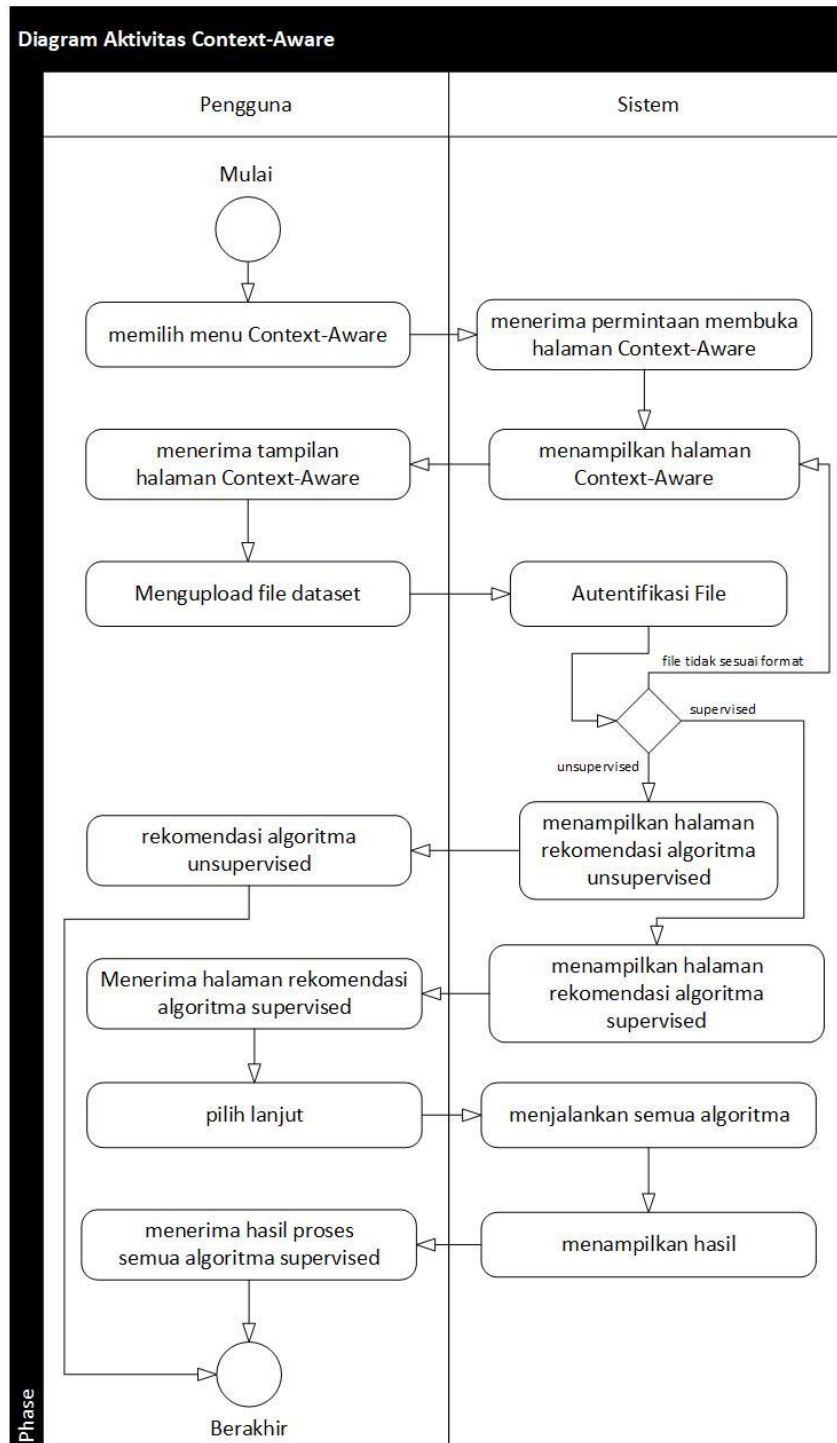 Diagram Aktivitas Context-Aware
Pengguna
Sistem
Mulai
memilih menu Context-Aware
menerima permintaan membuka
halaman Context-Aware
menerima tampilan
halaman Context-Aware
menampilkan halaman
Context-Aware
Mengupload file dataset
Autentifikasi File
file tidak sesuai format
supervised
unsupervised
rekomendasi algoritma
unsupervised
menampilkan halaman
rekomendasi algoritma
unsupervised
Menerima halaman rekomendasi
algoritma supervised
menampilkan halaman
rekomendasi algoritma
supervised
pilih lanjut
menjalankan semua algoritma
menerima hasil proses
semua algoritma supervised
menampilkan hasil
Berakhir
Phase